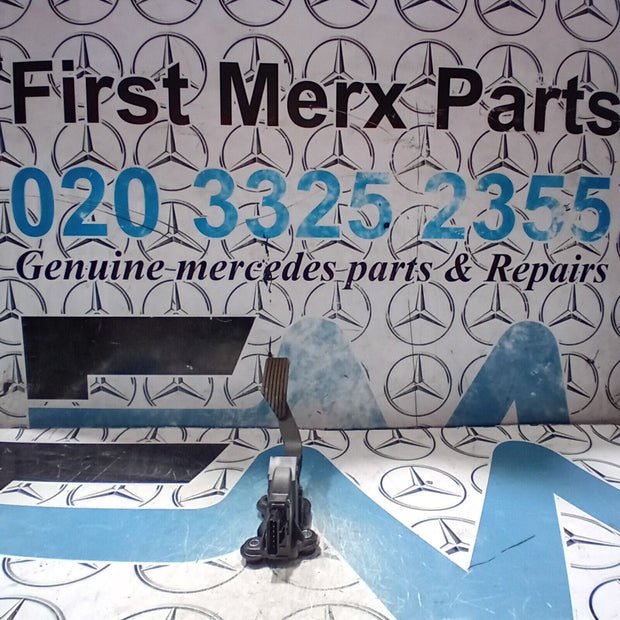 First Merx Parts
020 3325 2355
Genuine mercedes parts & Repairs